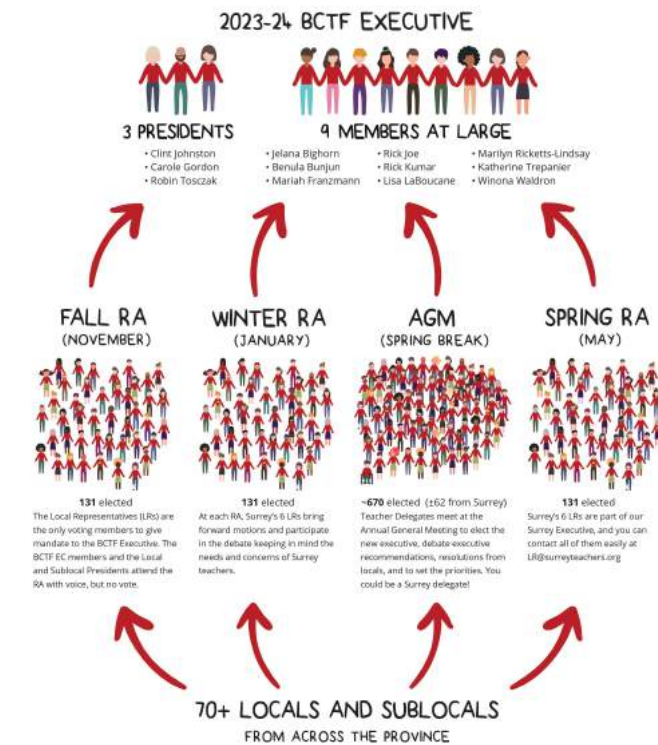 2023-24 BCTF EXECUTIVE
3 PRESIDENTS
• Clint Johnston
• Carole Gordon
• Robin Tosczak
9 MEMBERS AT LARGE
• Jelana Bighorn
• Benula Bunjun
• Mariah Franzmann
• Rick Joe
• Rick Kumar
• Lisa LaBoucane
• Marilyn Ricketts-Lindsay
• Katherine Trepanier
• Winona Waldron
FALL RA
(NOVEMBER)
131 elected
The Local Representatives (LRs) are
the only voting members to give
mandate to the BCTF Executive. The
BCTF EC members and the Local
and Sublocal Presidents attend the
RA with voice, but no vote.
WINTER RA
(JANUARY)
131 elected
At each RA, Surrey's 6 LRs bring
forward motions and participate
in the debate keeping in mind the
needs and concerns of Surrey
teachers.
AGM
(SPRING BREAK)
~670 elected (±62 from Surrey)
Teacher Delegates meet at the
Annual General Meeting to elect the
new executive, debate executive
recommendations, resolutions from
locals, and to set the priorities. You
could be a Surrey delegate!
SPRING RA
(MAY)
131 elected
Surrey's 6 LRs are part of our
Surrey Executive, and you can
contact all of them easily at
LR@surreyteachers.org
70+ LOCALS AND SUBLOCALS
FROM ACROSS THE PROVINCE